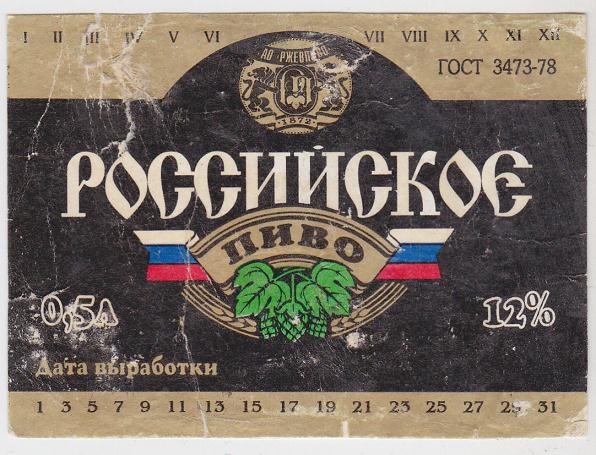 I II III IV V VI VII VIII IX X XI XII
АО "РЖЕВПИВО"
ГОСТ 3473-78
1872
РОССИЙСКОЕ
ПИВО
0,5л 12%
Дата выработки
1 3 5 7 9 11 13 15 17 19 21 23 25 27 29 31